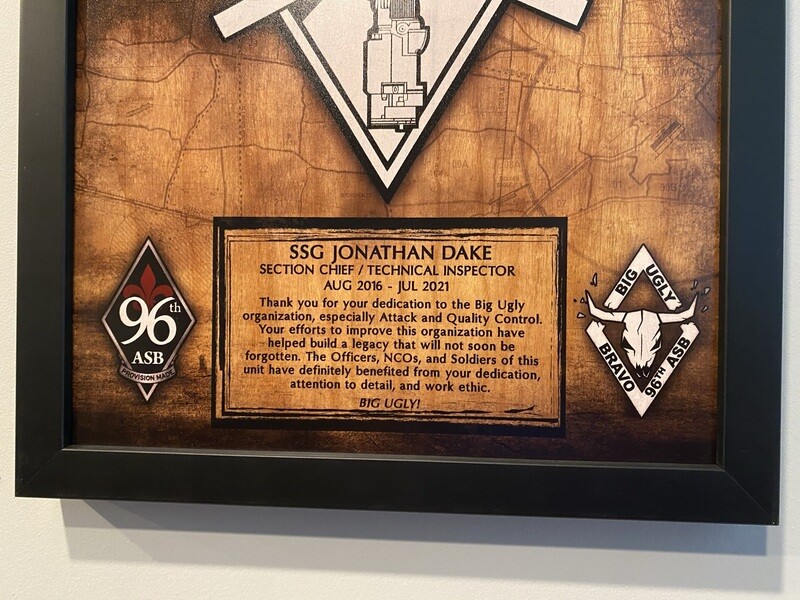 SSG JONATHAN DAKE
SECTION CHIEF / TECHNICAL INSPECTOR
AUG 2016 - JUL 2021
Thank you for your dedication to the Big Ugly
organization, especially Attack and Quality Control.
Your efforts to improve this organization have
helped build a legacy that will not soon be
forgotten. The Officers, NCOs, and Soldiers of this
unit have definitely benefited from your dedication,
attention to detail, and work ethic.
BIG UGLY!
96th
ASB
PROVISION MADE
BIG UGLY
BRAVO 96TH ASB